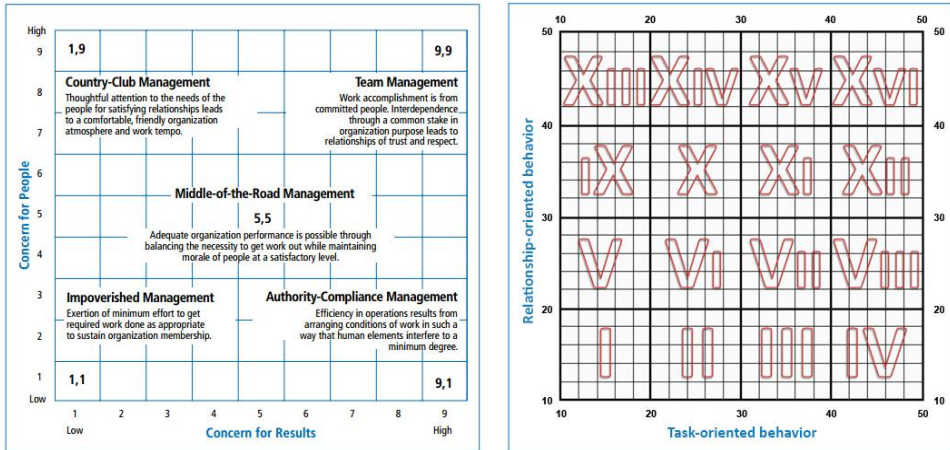 High
9
8
7
6
5
4
3
2
1
Low
Concern for People
1,9
9,9
Country-Club Management
Thoughtful attention to the needs of the
people for satisfying relationships leads
to a comfortable, friendly organization
atmosphere and work tempo.
Team Management
Work accomplishment is from
committed people. Interdependence
through a common stake in
organization purpose leads to
relationships of trust and respect.
Middle-of-the-Road Management
5,5
Adequate organization performance is possible through
balancing the necessity to get work out while maintaining
morale of people at a satisfactory level.
Impoverished Management
Exertion of minimum effort to get
required work done as appropriate
to sustain organization membership.
Authority-Compliance Management
Efficiency in operations results from
arranging conditions of work in such a
way that human elements interfere to a
minimum degree.
1,1
9,1
1 2 3 4 5 6 7 8 9
Low High
Concern for Results
10 20 30 40 50
50 50
40 40
30 30
20 20
10 10
Relationship-oriented behavior
XIII XIV XV XVI
IX X XI XII
V VI VII VIII
I II III IV
10 20 30 40 50
Task-oriented behavior